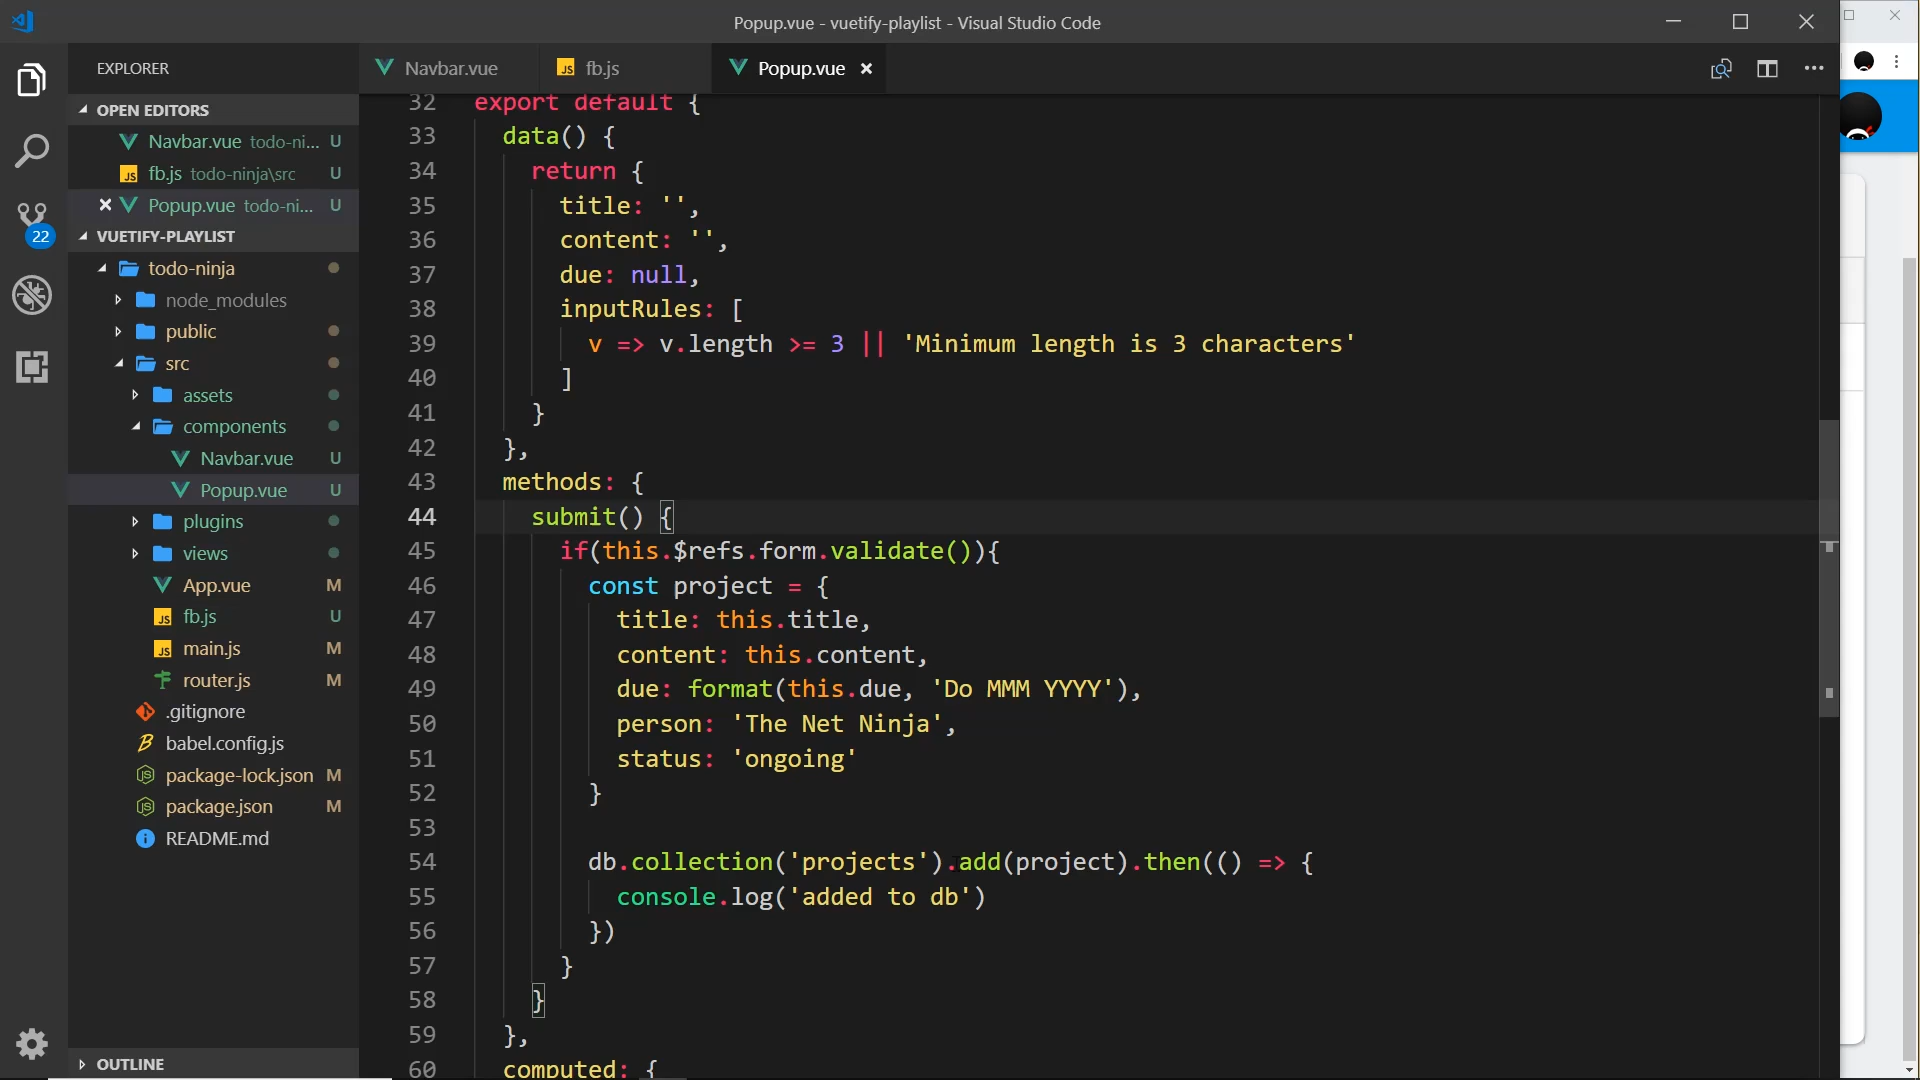 Popup.vue - vuetify-playlist - Visual Studio Code
EXPLORER
OPEN EDITORS
Navbar.vue todo-ni... U
JS fb.js todo-ninja\src U
Popup.vue todo-ni... U
22
VUETIFY-PLAYLIST
todo-ninja
node_modules
public
src
assets
components
Navbar.vue U
Popup.vue U
plugins
views
App.vue M
JS fb.js U
JS main.js M
router.js M
.gitignore
babel.config.js
package-lock.json M
package.json M
README.md
OUTLINE
Navbar.vue
JS fb.js
Popup.vue
32 export default {
33 data() {
34 return {
35 title: '',
36 content: '',
37 due: null,
38 inputRules: [
39 v => v.length >= 3 || 'Minimum length is 3 characters'
40 ]
41 }
42 },
43 methods: {
44 submit() {
45 if(this.$refs.form.validate()){
46 const project = {
47 title: this.title,
48 content: this.content,
49 due: format(this.due, 'Do MMM YYYY'),
50 person: 'The Net Ninja',
51 status: 'ongoing'
52 }
53
54 db.collection('projects').add(project).then(() => {
55 console.log('added to db')
56 })
57 }
58 }
59 },
60 computed: {